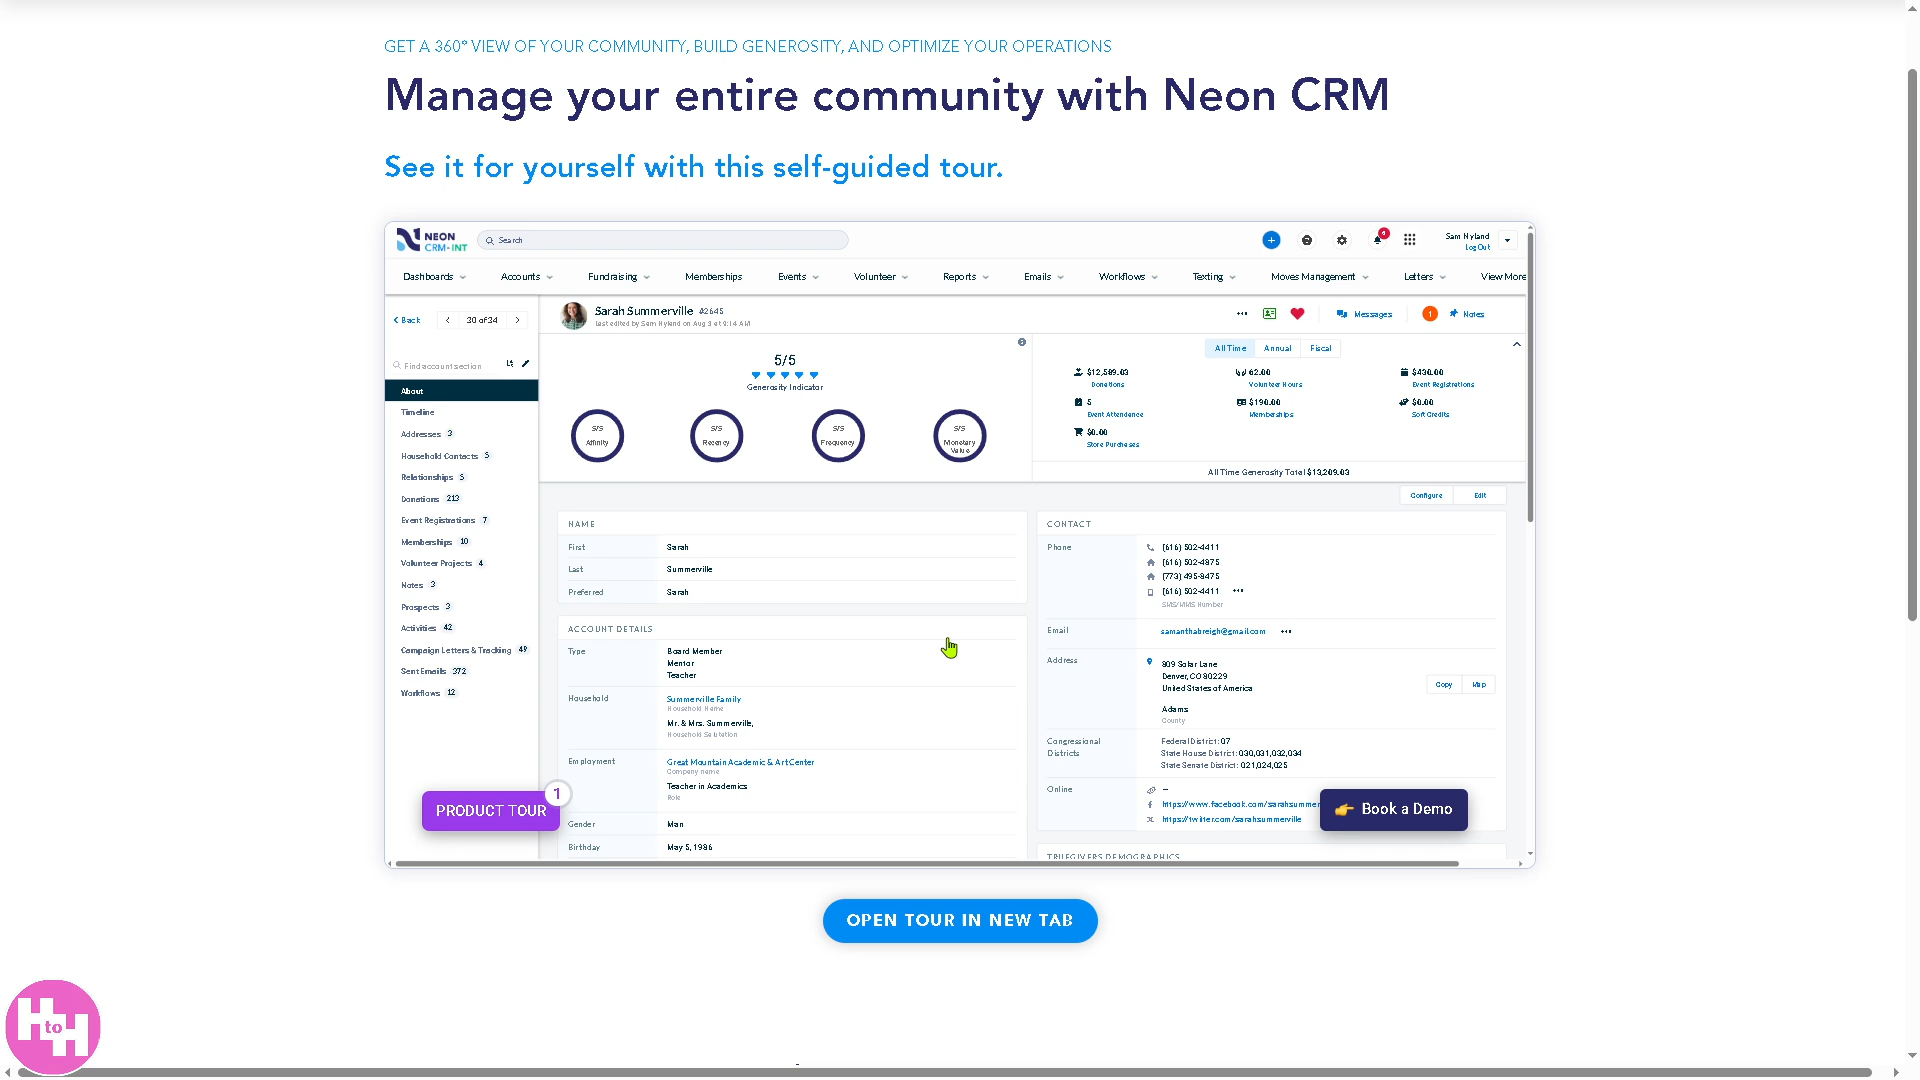 GET A 360° VIEW OF YOUR COMMUNITY, BUILD GENEROSITY, AND OPTIMIZE YOUR OPERATIONS
Manage your entire community with Neon CRM
See it for yourself with this self-guided tour.
NEON
CRM-INT
Search
6
Sam Nyland
Log Out
Dashboards
Accounts
Fundraising
Memberships
Events
Volunteer
Reports
Emails
Workflows
Texting
Moves Management
Letters
View More
Back
30 of 34
Sarah Summerville #2645
Last edited by Sam Nyland on Aug 3 at 9:14 AM
Messages
1
Notes
Find account section
About
Timeline
Addresses 3
Household Contacts 5
Relationships 5
Donations 213
Event Registrations 7
Memberships 10
Volunteer Projects 4
Notes 3
Prospects 3
Activities 42
Campaign Letters & Tracking 49
Sent Emails 372
Workflows 12
5/5
Generosity Indicator
5/5
Affinity
5/5
Recency
5/5
Frequency
5/5
Monetary
Value
All Time
Annual
Fiscal
$12,589.03
Donations
62.00
Volunteer Hours
$430.00
Event Registrations
5
Event Attendance
$190.00
Memberships
$0.00
Soft Credits
$0.00
Store Purchases
All Time Generosity Total $13,209.03
Configure
Edit
NAME
First
Sarah
Last
Summerville
Preferred
Sarah
ACCOUNT DETAILS
Type
Board Member
Mentor
Teacher
Household
Summerville Family
Household Name
Mr. & Mrs. Summerville,
Household Salutation
Employment
Great Mountain Academic & Art Center
Company name
Teacher in Academics
Role
Gender
Man
Birthday
May 5, 1986
CONTACT
Phone
(616) 502-4411
(616) 502-4875
(773) 495-8475
(616) 502-4411
SMS/MMS Number
Email
samanthabreigh@gmail.com
Address
809 Solar Lane
Denver, CO 80229
United States of America
Copy
Map
Adams
County
Congressional
Districts
Federal District: 07
State House District: 030,031,032,034
State Senate District: 021,024,025
Online
–
https://www.facebook.com/sarahsummer
https://twitter.com/sarahsummerville
TRUEGIVERS DEMOGRAPHICS
PRODUCT TOUR
1
Book a Demo
OPEN TOUR IN NEW TAB
H to H